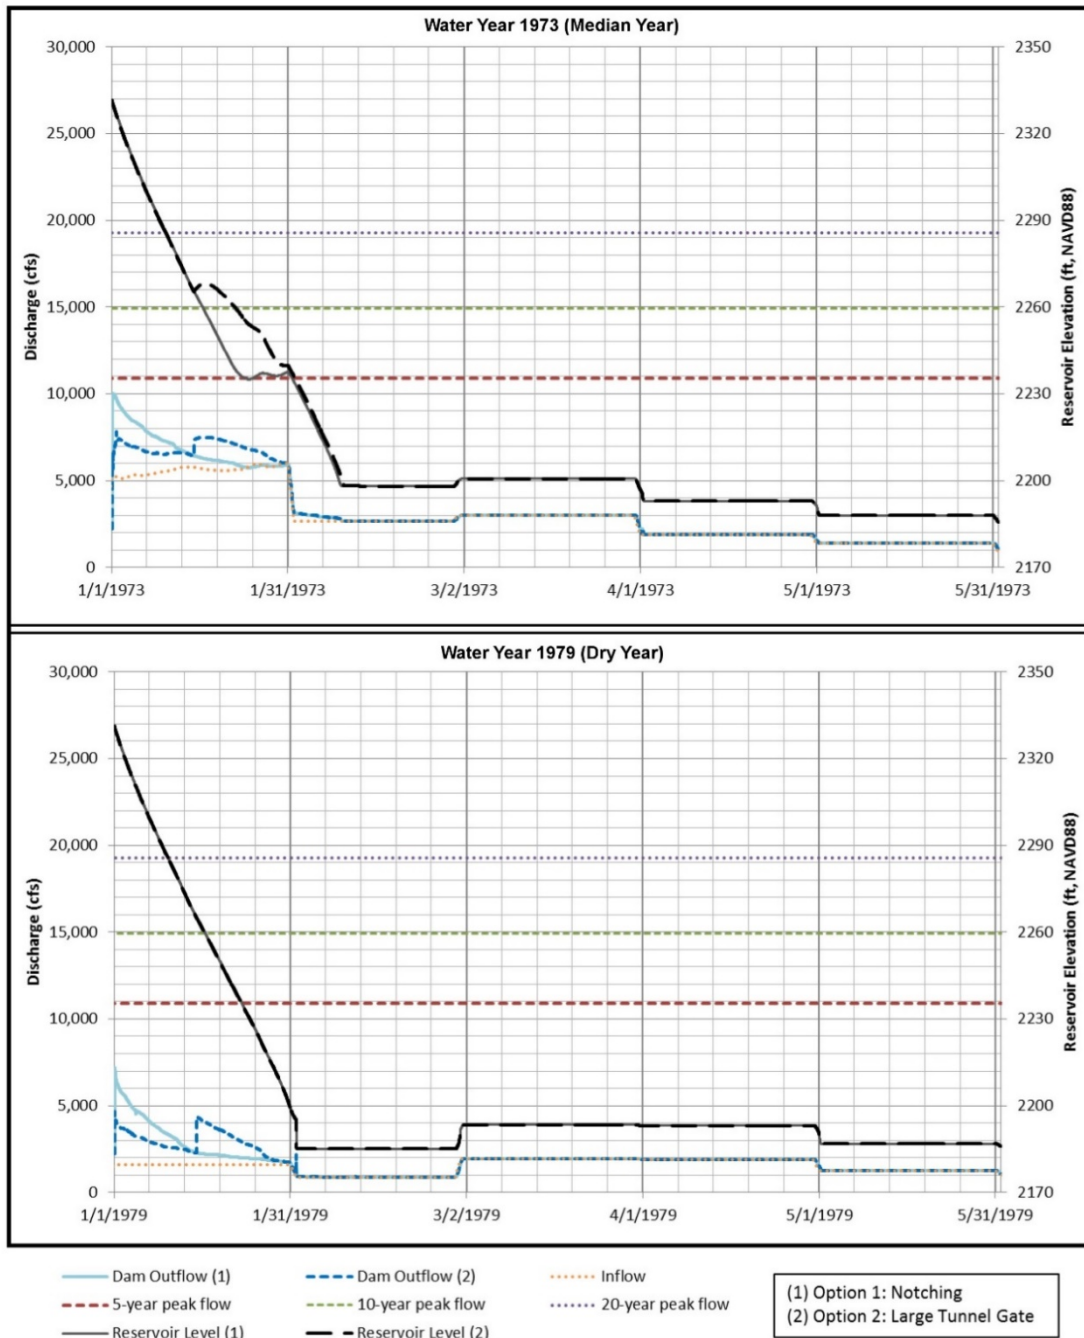 Water Year 1973 (Median Year)
30,000
25,000
20,000
15,000
10,000
5,000
0
Discharge (cfs)
2350
2320
2290
2260
2230
2200
2170
Reservoir Elevation (ft, NAVD88)
1/1/1973 1/31/1973 3/2/1973 4/1/1973 5/1/1973 5/31/1973
Water Year 1979 (Dry Year)
30,000
25,000
20,000
15,000
10,000
5,000
0
Discharge (cfs)
2350
2320
2290
2260
2230
2200
2170
Reservoir Elevation (ft, NAVD88)
1/1/1979 1/31/1979 3/2/1979 4/1/1979 5/1/1979 5/31/1979
Dam Outflow (1) Dam Outflow (2) Inflow
5-year peak flow 10-year peak flow 20-year peak flow
Reservoir Level (1) Reservoir Level (2)
(1) Option 1: Notching
(2) Option 2: Large Tunnel Gate